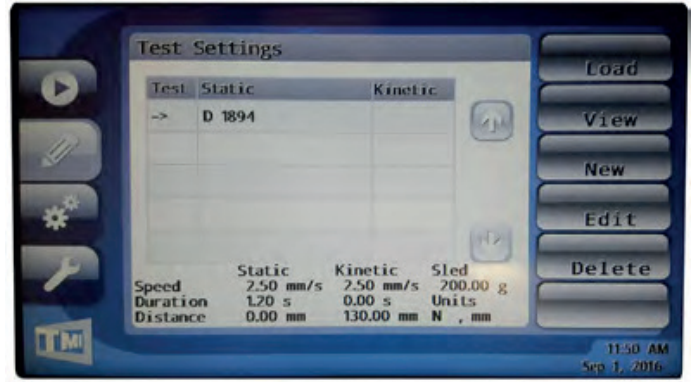 Test Settings
Test Static Kinetic
-> D 1894
Static Kinetic Sled
Speed 2.50 mm/s 2.50 mm/s 200.00 g
Duration 1.20 s 0.00 s Units
Distance 0.00 mm 130.00 mm N , mm
Load
View
New
Edit
Delete
TMI
11:50 AM
Sep 1, 2016